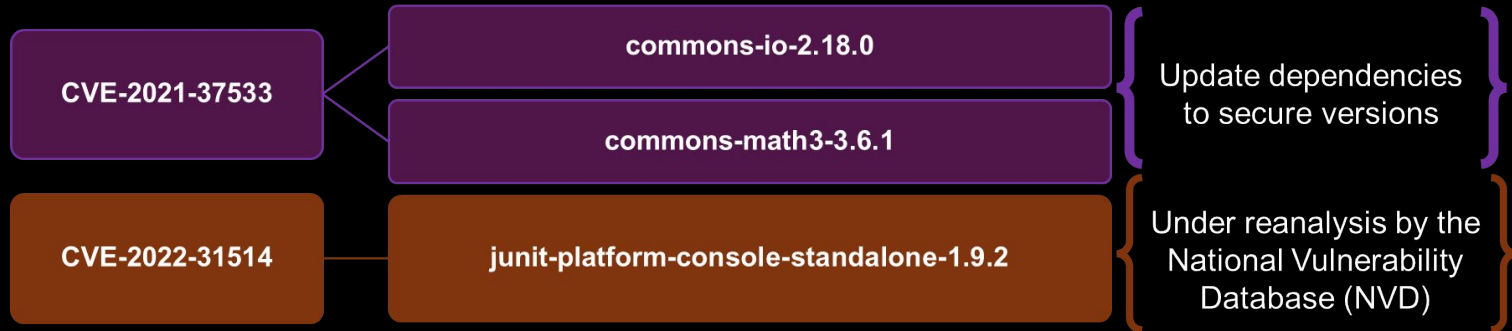 CVE-2021-37533
commons-io-2.18.0
commons-math3-3.6.1
Update dependencies
to secure versions
CVE-2022-31514
junit-platform-console-standalone-1.9.2
Under reanalysis by the
National Vulnerability
Database (NVD)